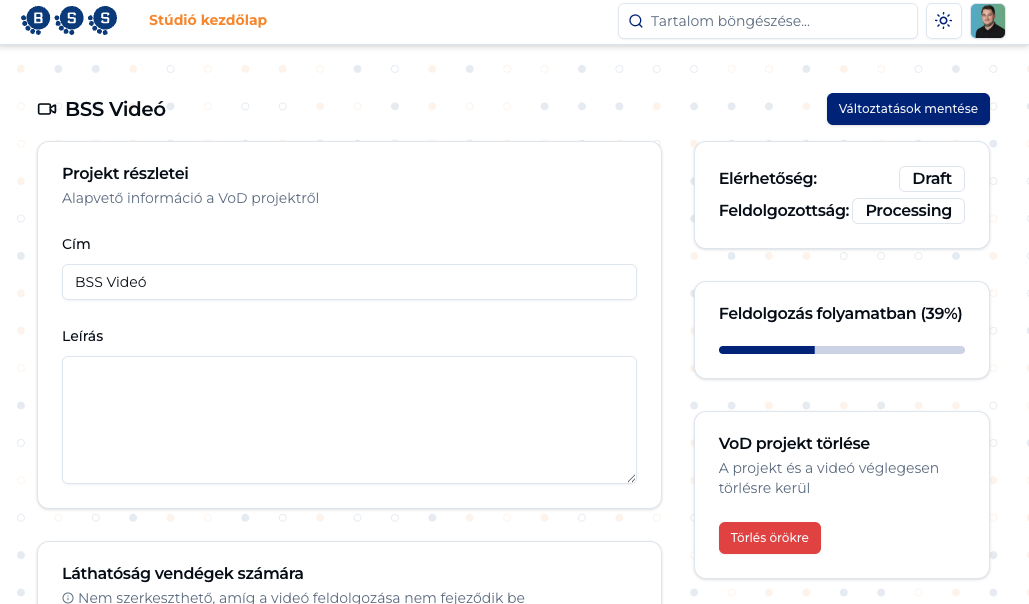 BSS
Stúdió kezdőlap
Tartalom böngészése...
BSS Videó
Változtatások mentése
Projekt részletei
Alapvető információ a VoD projektről
Cím
BSS Videó
Leírás
Láthatóság vendégek számára
Nem szerkeszthető, amíg a videó feldolgozása nem fejeződik be
Elérhetőség: Draft
Feldolgozottság: Processing
Feldolgozás folyamatban (39%)
VoD projekt törlése
A projekt és a videó véglegesen
törlésre kerül
Törlés örökre